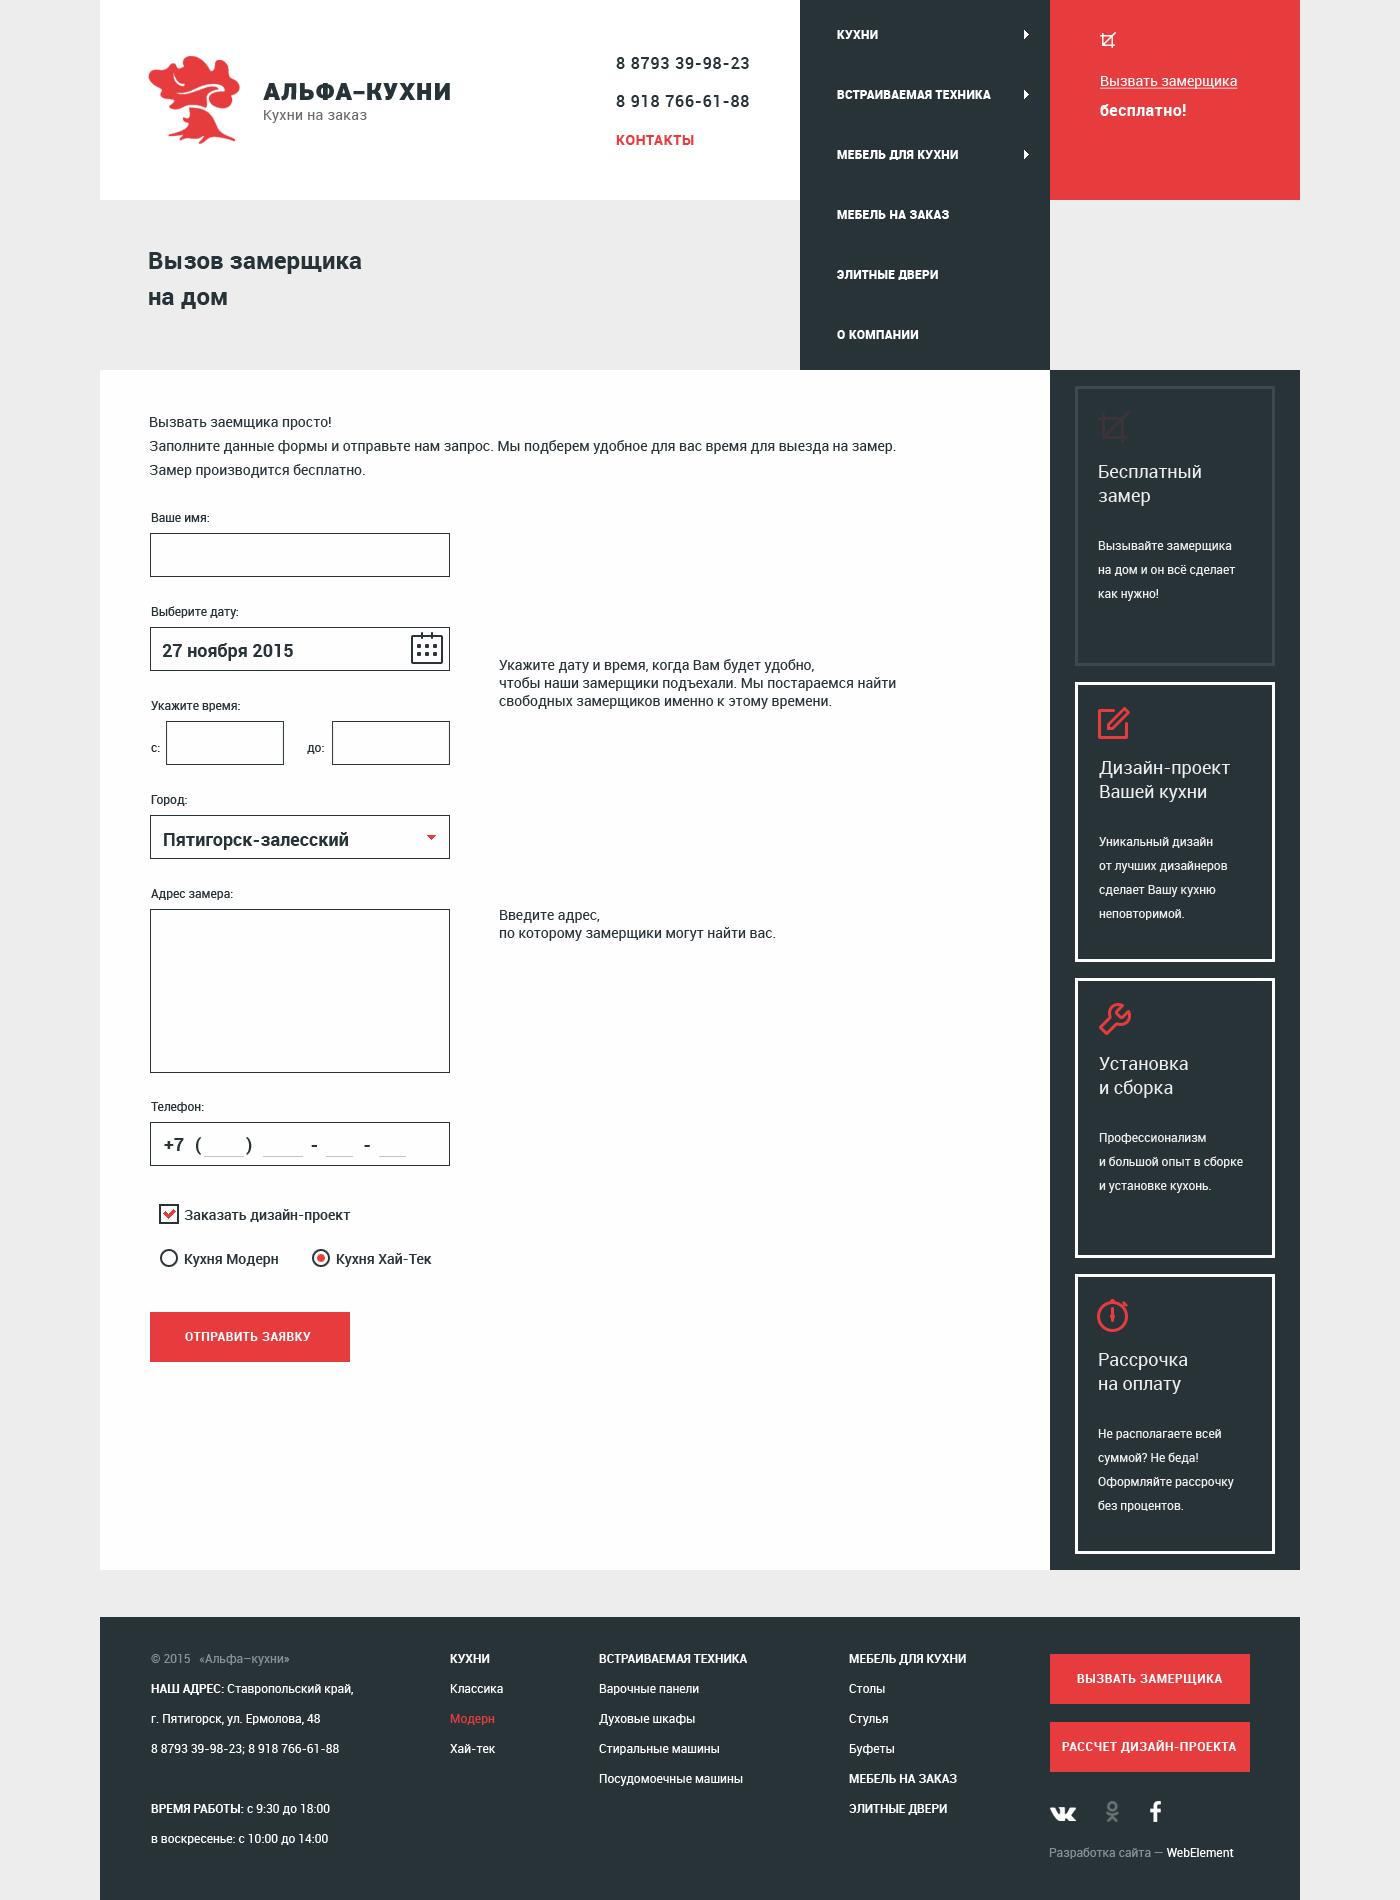 АЛЬФА–КУХНИ
Кухни на заказ
8 8793 39-98-23
8 918 766-61-88
КОНТАКТЫ
КУХНИ
ВСТРАИВАЕМАЯ ТЕХНИКА
МЕБЕЛЬ ДЛЯ КУХНИ
МЕБЕЛЬ НА ЗАКАЗ
ЭЛИТНЫЕ ДВЕРИ
О КОМПАНИИ
Вызвать замерщика
бесплатно!
Вызов замерщика
на дом
Вызвать заемщика просто!
Заполните данные формы и отправьте нам запрос. Мы подберем удобное для вас время для выезда на замер.
Замер производится бесплатно.
Ваше имя:
Выберите дату:
27 ноября 2015
Укажите дату и время, когда Вам будет удобно,
чтобы наши замерщики подъехали. Мы постараемся найти
свободных замерщиков именно к этому времени.
Укажите время:
с:
до:
Город:
Пятигорск-залесский
Адрес замера:
Введите адрес,
по которому замерщики могут найти вас.
Телефон:
+7 (___) ___ - __ - __
Заказать дизайн-проект
Кухня Модерн
Кухня Хай-Тек
ОТПРАВИТЬ ЗАЯВКУ
Бесплатный
замер
Вызывайте замерщика
на дом и он всё сделает
как нужно!
Дизайн-проект
Вашей кухни
Уникальный дизайн
от лучших дизайнеров
сделает Вашу кухню
неповторимой.
Установка
и сборка
Профессионализм
и большой опыт в сборке
и установке кухонь.
Рассрочка
на оплату
Не располагаете всей
суммой? Не беда!
Оформляйте рассрочку
без процентов.
© 2015 «Альфа–кухни»
НАШ АДРЕС: Ставропольский край,
г. Пятигорск, ул. Ермолова, 48
8 8793 39-98-23; 8 918 766-61-88
ВРЕМЯ РАБОТЫ: с 9:30 до 18:00
в воскресенье: с 10:00 до 14:00
КУХНИ
Классика
Модерн
Хай-тек
ВСТРАИВАЕМАЯ ТЕХНИКА
Варочные панели
Духовые шкафы
Стиральные машины
Посудомоечные машины
МЕБЕЛЬ ДЛЯ КУХНИ
Столы
Стулья
Буфеты
МЕБЕЛЬ НА ЗАКАЗ
ЭЛИТНЫЕ ДВЕРИ
ВЫЗВАТЬ ЗАМЕРЩИКА
РАССЧЕТ ДИЗАЙН-ПРОЕКТА
Разработка сайта — WebElement